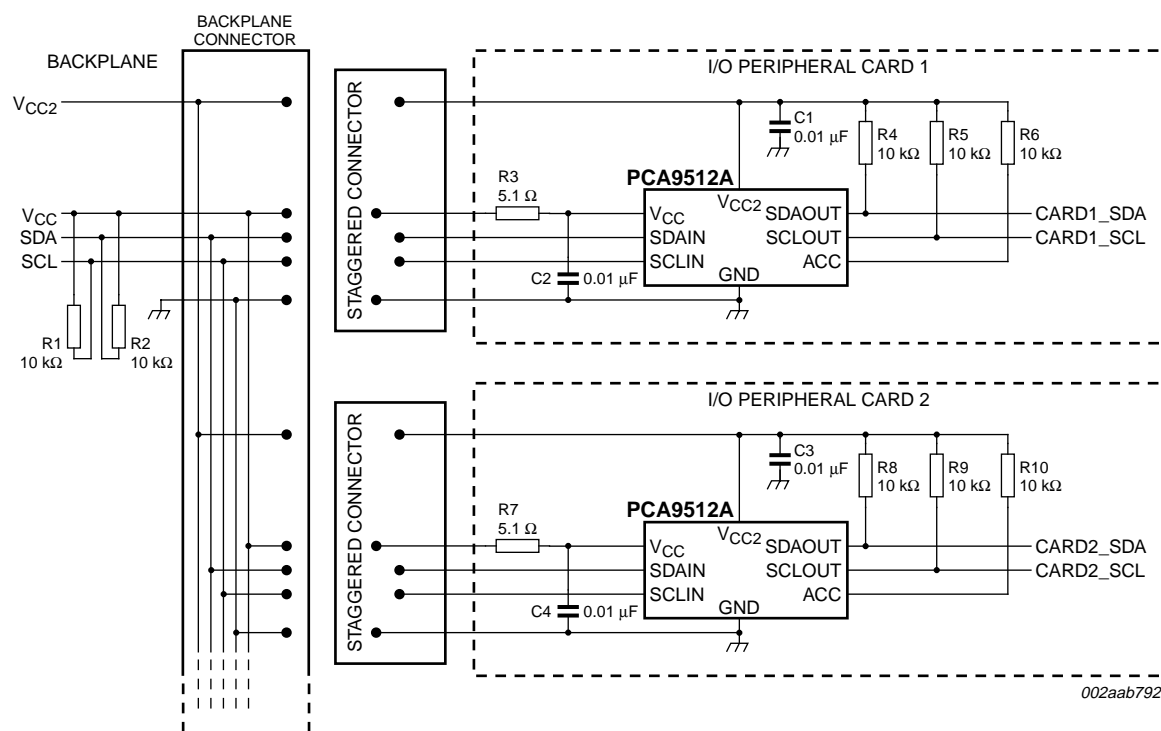 BACKPLANE
CONNECTOR
BACKPLANE
VCC2
VCC
SDA
SCL
R1
10 kΩ
R2
10 kΩ
STAGGERED CONNECTOR
I/O PERIPHERAL CARD 1
C1
0.01 μF
R4
10 kΩ
R5
10 kΩ
R6
10 kΩ
R3
5.1 Ω
PCA9512A
VCC
VCC2
SDAOUT
SDAIN
SCLOUT
SCLIN
ACC
GND
C2
0.01 μF
CARD1_SDA
CARD1_SCL
STAGGERED CONNECTOR
I/O PERIPHERAL CARD 2
C3
0.01 μF
R8
10 kΩ
R9
10 kΩ
R10
10 kΩ
R7
5.1 Ω
PCA9512A
VCC
VCC2
SDAOUT
SDAIN
SCLOUT
SCLIN
ACC
GND
C4
0.01 μF
CARD2_SDA
CARD2_SCL
002aab792